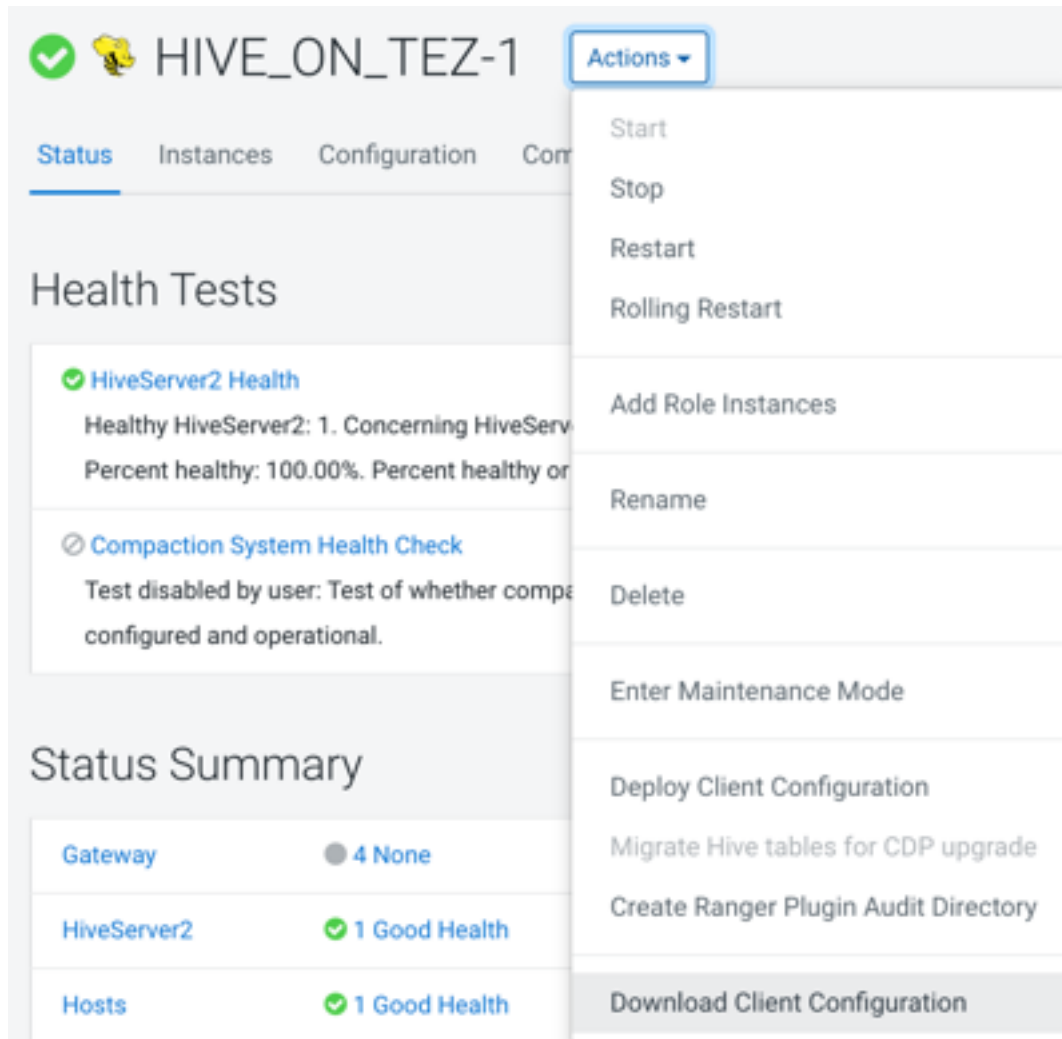 HIVE_ON_TEZ-1
Actions
Status Instances Configuration Com
Start
Stop
Restart
Rolling Restart
Add Role Instances
Rename
Delete
Enter Maintenance Mode
Deploy Client Configuration
Migrate Hive tables for CDP upgrade
Create Ranger Plugin Audit Directory
Download Client Configuration
Health Tests
HiveServer2 Health
Healthy HiveServer2: 1. Concerning HiveServ
Percent healthy: 100.00%. Percent healthy or
Compaction System Health Check
Test disabled by user: Test of whether compa
configured and operational.
Status Summary
Gateway 4 None
HiveServer2 1 Good Health
Hosts 1 Good Health